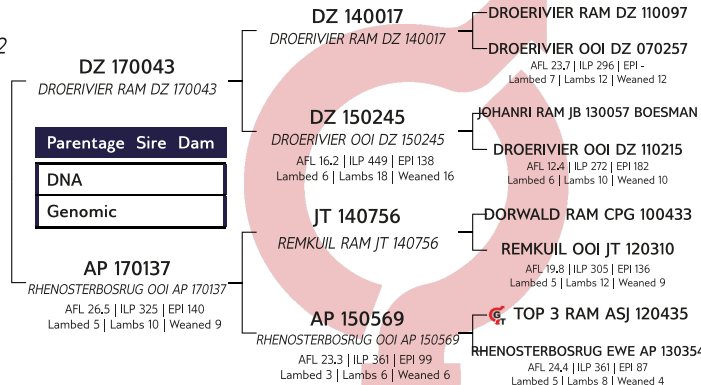 2
DZ 170043
DROERIVIER RAM DZ 170043
Parentage Sire Dam
DNA
Genomic
AP 170137
RHENOSTERBOSRUG OOI AP 170137
AFL 26.5 | ILP 325 | EPI 140
Lambed 5 | Lambs 10 | Weaned 9
DZ 140017
DROERIVIER RAM DZ 140017
DZ 150245
DROERIVIER OOI DZ 150245
AFL 16.2 | ILP 449 | EPI 138
Lambed 6 | Lambs 18 | Weaned 16
JT 140756
REMKUIL RAM JT 140756
AP 150569
RHENOSTERBOSRUG OOI AP 150569
AFL 23.3 | ILP 361 | EPI 99
Lambed 3 | Lambs 6 | Weaned 6
DROERIVIER RAM DZ 110097
DROERIVIER OOI DZ 070257
AFL 23.7 | ILP 296 | EPI -
Lambed 7 | Lambs 12 | Weaned 12
JOHANRI RAM JB 130057 BOESMAN
DROERIVIER OOI DZ 110215
AFL 12.4 | ILP 272 | EPI 182
Lambed 6 | Lambs 10 | Weaned 10
DORWALD RAM CPG 100433
REMKUIL OOI JT 120310
AFL 19.8 | ILP 305 | EPI 136
Lambed 5 | Lambs 12 | Weaned 9
GT TOP 3 RAM ASJ 120435
RHENOSTERBOSRUG EWE AP 130354
AFL 24.4 | ILP 361 | EPI 87
Lambed 5 | Lambs 8 | Weaned 4